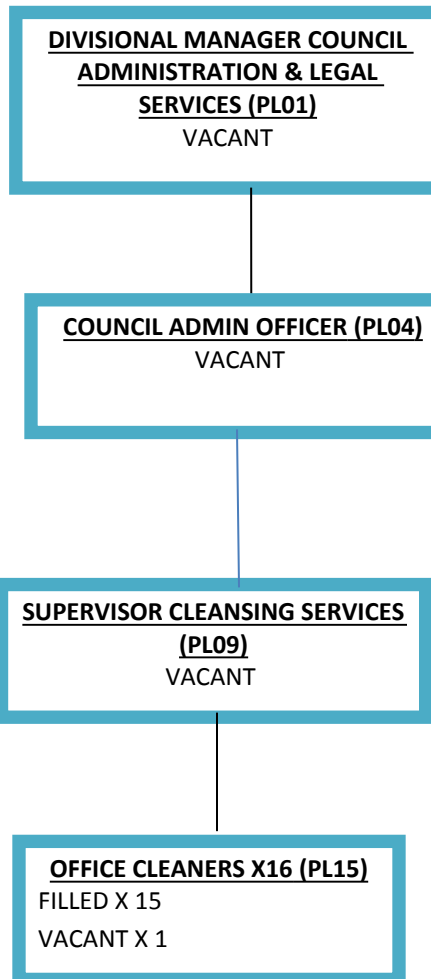 DIVISIONAL MANAGER COUNCIL
ADMINISTRATION & LEGAL
SERVICES (PL01)
VACANT
COUNCIL ADMIN OFFICER (PL04)
VACANT
SUPERVISOR CLEANSING SERVICES
(PL09)
VACANT
OFFICE CLEANERS X16 (PL15)
FILLED X 15
VACANT X 1